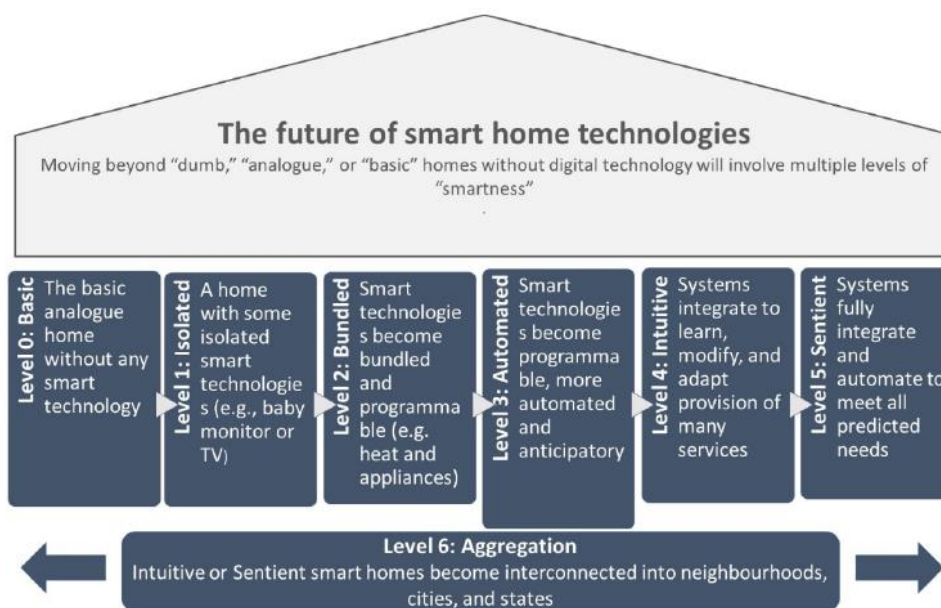 The future of smart home technologies
Moving beyond “dumb,” “analogue,” or “basic” homes without digital technology will involve multiple levels of
“smartness”
.
Level 0: Basic
The basic
analogue
home
without any
smart
technology
Level 1: Isolated
A home
with some
isolated
smart
technologie
s (e.g., baby
monitor or
TV)
Level 2: Bundled
Smart
technologie
s become
bundled
and
programma
ble (e.g.
heat and
appliances)
Level 3: Automated
Smart
technologie
s become
programma
ble, more
automated
and
anticipatory
Level 4: Intuitive
Systems
integrate to
learn,
modify, and
adapt
provision of
many
services
Level 5: Sentient
Systems
fully
integrate
and
automate to
meet all
predicted
needs
Level 6: Aggregation
Intuitive or Sentient smart homes become interconnected into neighbourhoods,
cities, and states